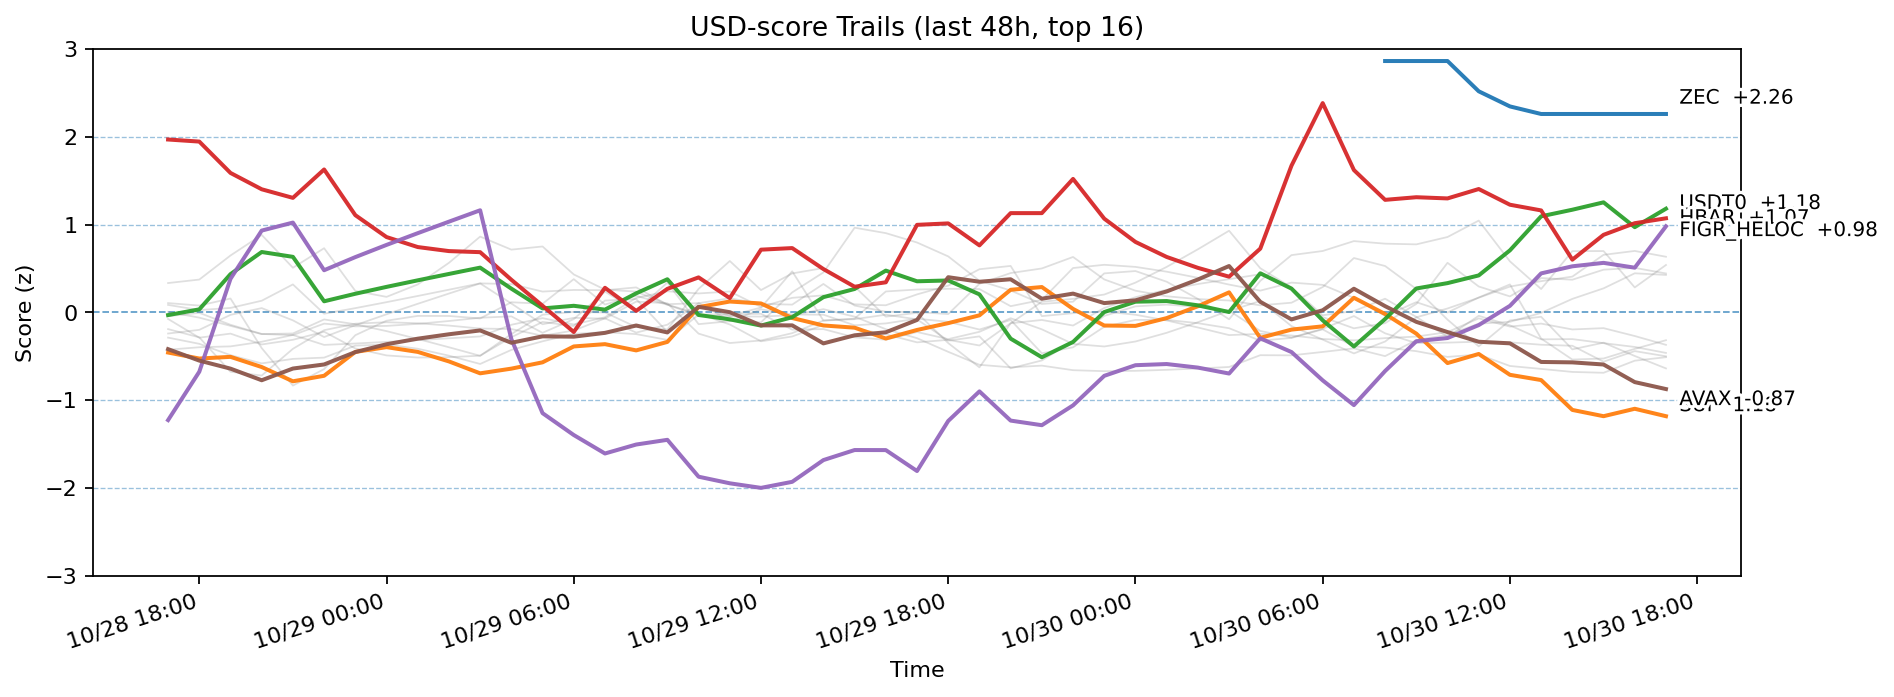 USD-score Trails (last 48h, top 16)
3
2
1
0
−1
−2
−3
Score (z)
ZEC +2.26
USDT0 +1.18
HBAR +1.07
FIGR_HELOC +0.98
AVAX -0.87
10/28 18:00
10/29 00:00
10/29 06:00
10/29 12:00
10/29 18:00
10/30 00:00
10/30 06:00
10/30 12:00
10/30 18:00
Time